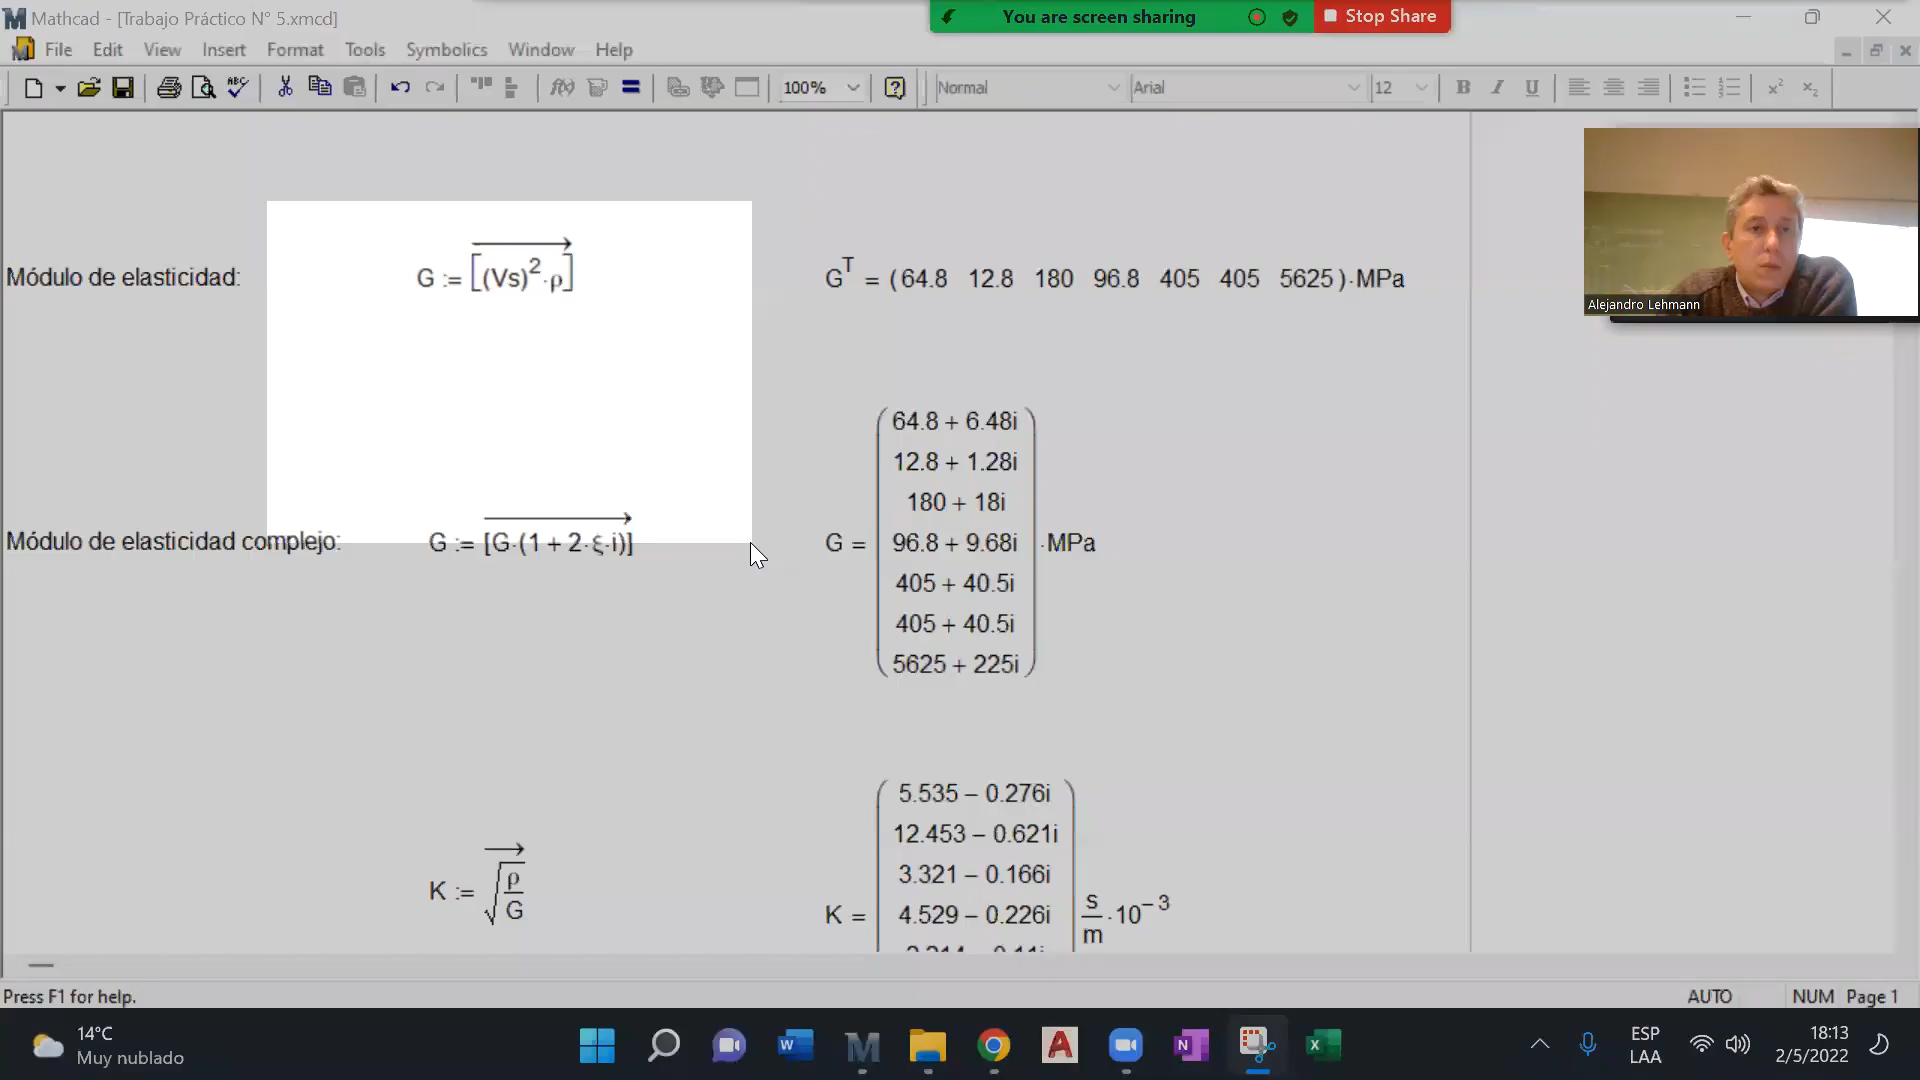 Mathcad - [Trabajo Práctico N° 5.xmcd]
You are screen sharing
Stop Share
File Edit View Insert Format Tools Symbolics Window Help
100%
Normal
Arial
12
Alejandro Lehmann
Módulo de elasticidad:
G := [(Vs)²·ρ]
Gᵀ = (64.8 12.8 180 96.8 405 405 5625)·MPa
Módulo de elasticidad complejo:
G := [G·(1 + 2·ξ·i)]
G =
64.8 + 6.48i
12.8 + 1.28i
180 + 18i
96.8 + 9.68i
405 + 40.5i
405 + 40.5i
5625 + 225i
·MPa
K := √(ρ/G)
K =
5.535 – 0.276i
12.453 – 0.621i
3.321 – 0.166i
4.529 – 0.226i
s/m ·10⁻³
Press F1 for help.
AUTO NUM Page 1
14°C
Muy nublado
ESP
LAA
18:13
2/5/2022